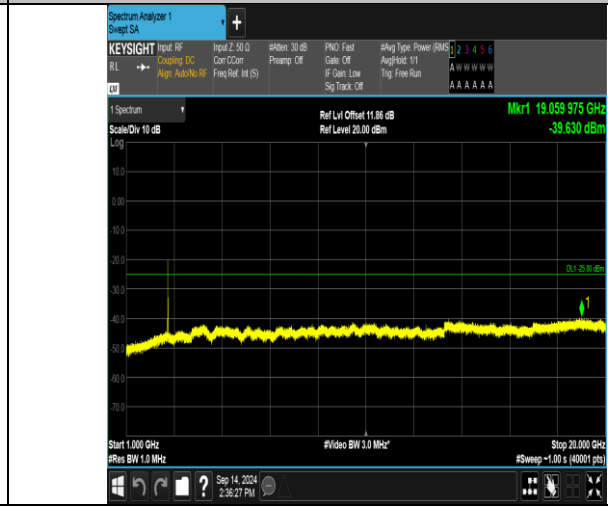 Spectrum Analyzer 1
Swept SA
+
KEYSIGHT Input: RF Input Z: 50 Ω #Atten: 30 dB PNO: Fast #Avg Type: Power (RMS 1 2 3 4 5 6
RL Coupling: DC Corr CCorr Preamp: Off Gate: Off Avg|Hold: 1/1 A W W W W W
Align: Auto/No RF Freq Ref: Int (S) IF Gain: Low Trig: Free Run
Sig Track: Off A A A A A A
1 Spectrum Ref Lvl Offset 11.86 dB Mkr1 19.059 975 GHz
Scale/Div 10 dB Ref Level 20.00 dBm -39.630 dBm
Log
10.0
0.00
-10.0
-20.0
DL1 -25.00 dBm
-30.0
1
-40.0
-50.0
-60.0
-70.0
Start 1.000 GHz #Video BW 3.0 MHz* Stop 20.000 GHz
#Res BW 1.0 MHz #Sweep ~1.00 s (40001 pts)
? Sep 14, 2024
2:36:27 PM